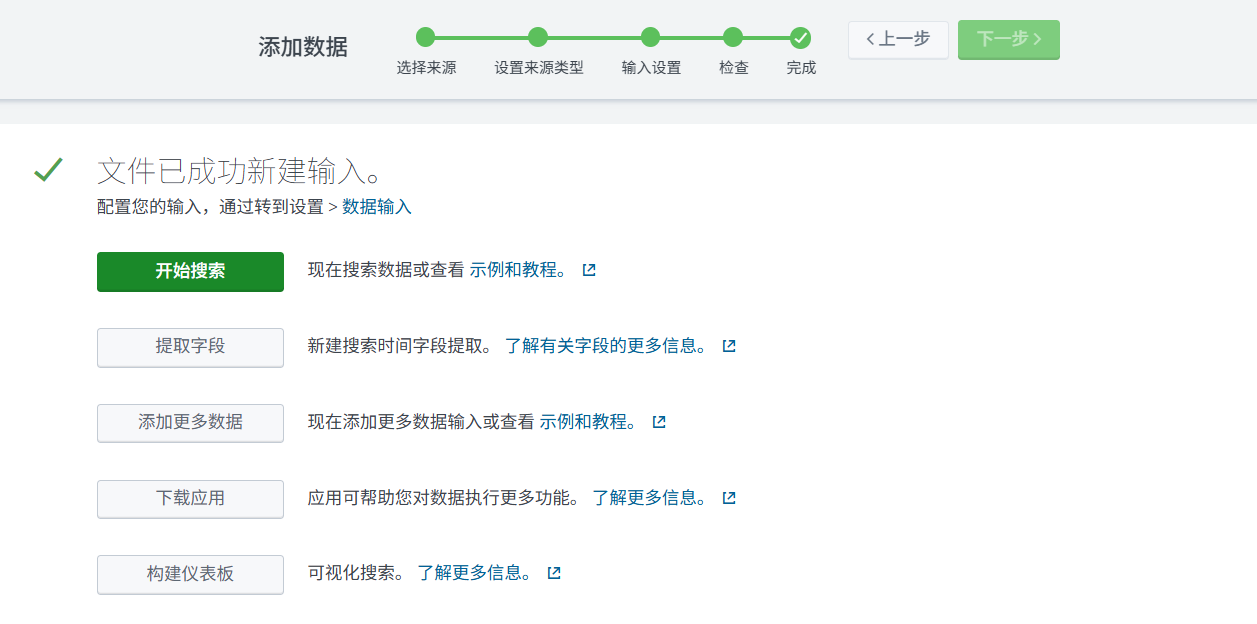 添加数据
选择来源 设置来源类型 输入设置 检查 完成
上一步 下一步
文件已成功新建输入。
配置您的输入，通过转到设置 > 数据输入
开始搜索 现在搜索数据或查看 示例和教程。
提取字段 新建搜索时间字段提取。 了解有关字段的更多信息。
添加更多数据 现在添加更多数据输入或查看 示例和教程。
下载应用 应用可帮助您对数据执行更多功能。 了解更多信息。
构建仪表板 可视化搜索。 了解更多信息。